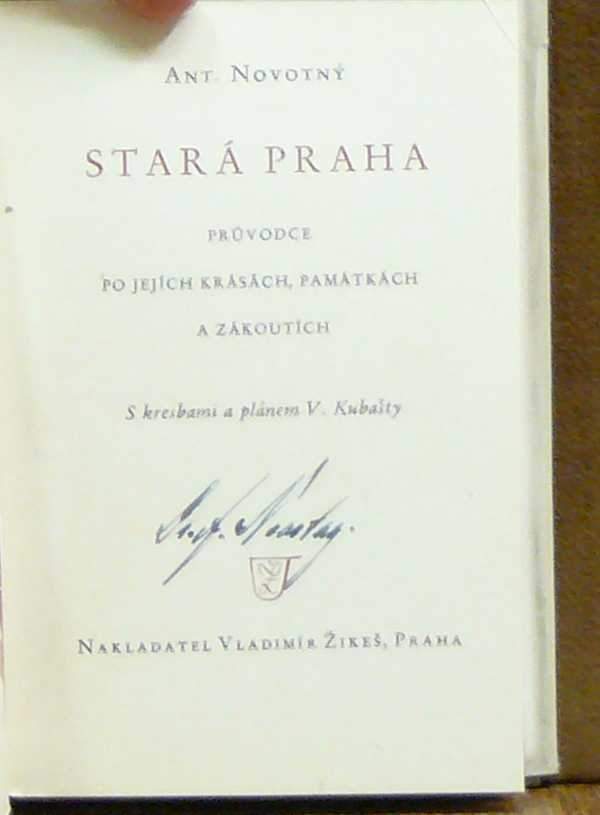 ANT. NOVOTNÝ
STARÁ PRAHA
PRŮVODCE
PO JEJÍCH KRÁSÁCH, PAMÁTKÁCH
A ZÁKOUTÍCH
S kresbami a plánem V. Kubašty
NAKLADATEL VLADIMÍR ŽIKEŠ, PRAHA